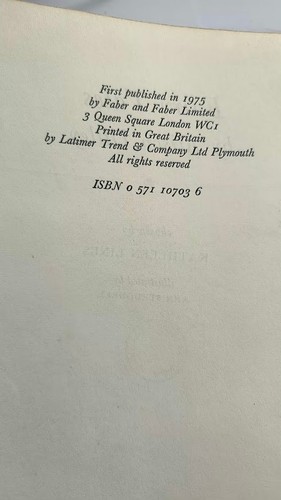 First published in 1975
by Faber and Faber Limited
3 Queen Square London WC1
Printed in Great Britain
by Latimer Trend & Company Ltd Plymouth
All rights reserved
ISBN 0 571 10703 6